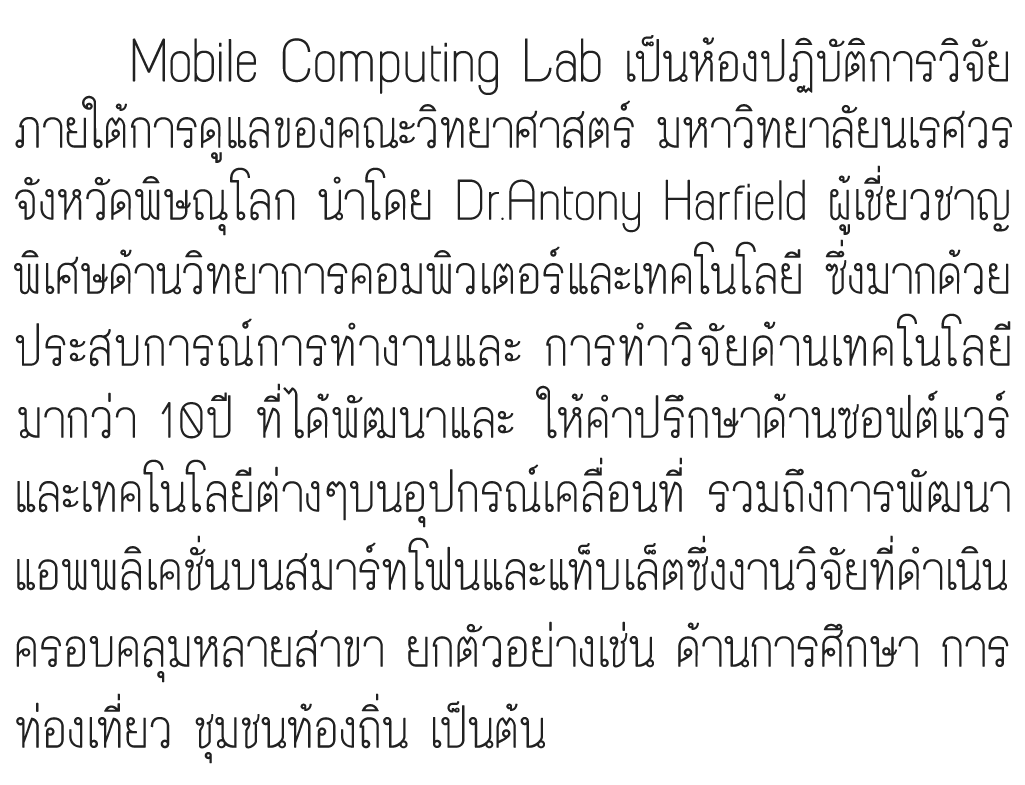 Mobile Computing Lab เป็นห้องปฏิบัติการวิจัย
ภายใต้การดูแลของคณะวิทยาศาสตร์ มหาวิทยาลัยนเรศวร
จังหวัดพิษณุโลก นำโดย Dr.Antony Harfield ผู้เชี่ยวชาญ
พิเศษด้านวิทยาการคอมพิวเตอร์และเทคโนโลยี ซึ่งมากด้วย
ประสบการณ์การทำงานและ การทำวิจัยด้านเทคโนโลยี
มากว่า 10ปี ที่ได้พัฒนาและ ให้คำปรึกษาด้านซอฟต์แวร์
และเทคโนโลยีต่างๆบนอุปกรณ์เคลื่อนที่ รวมถึงการพัฒนา
แอพพลิเคชั่นบนสมาร์ทโฟนและแท็บเล็ตซึ่งงานวิจัยที่ดำเนิน
ครอบคลุมหลายสาขา ยกตัวอย่างเช่น ด้านการศึกษา การ
ท่องเที่ยว ชุมชนท้องถิ่น เป็นต้น